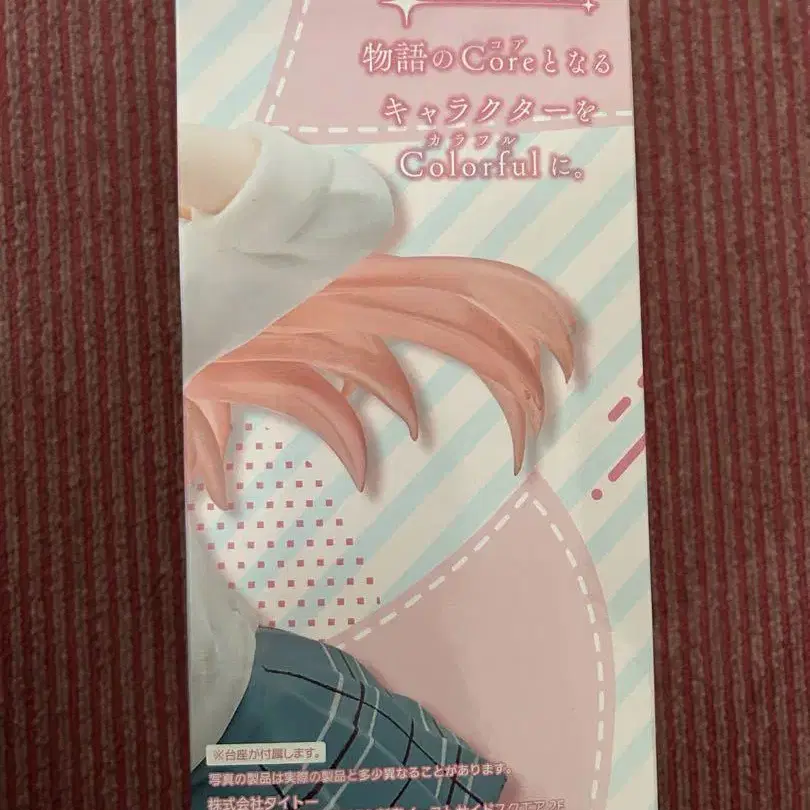 物語のCoreとなる
コア
キャラクターを
カラフル
Colorfulに。
※台座が付属します。
写真の製品は実際の製品と多少異なることがあります。
株式会社タイトー